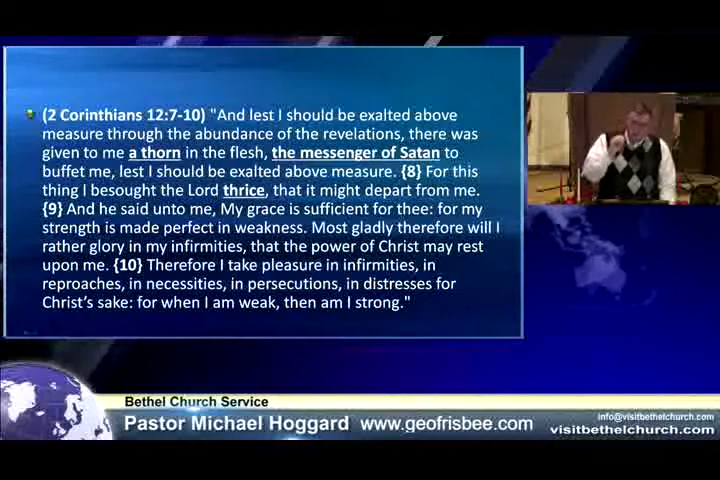 (2 Corinthians 12:7-10) "And lest I should be exalted above
measure through the abundance of the revelations, there was
given to me a thorn in the flesh, the messenger of Satan to
buffet me, lest I should be exalted above measure. {8} For this
thing I besought the Lord thrice, that it might depart from me.
{9} And he said unto me, My grace is sufficient for thee: for my
strength is made perfect in weakness. Most gladly therefore will I
rather glory in my infirmities, that the power of Christ may rest
upon me. {10} Therefore I take pleasure in infirmities, in
reproaches, in necessities, in persecutions, in distresses for
Christ's sake: for when I am weak, then am I strong."
Bethel Church Service
Pastor Michael Hoggard www.geofrisbee.com
info@visitbethelchurch.com
visitbethelchurch.com